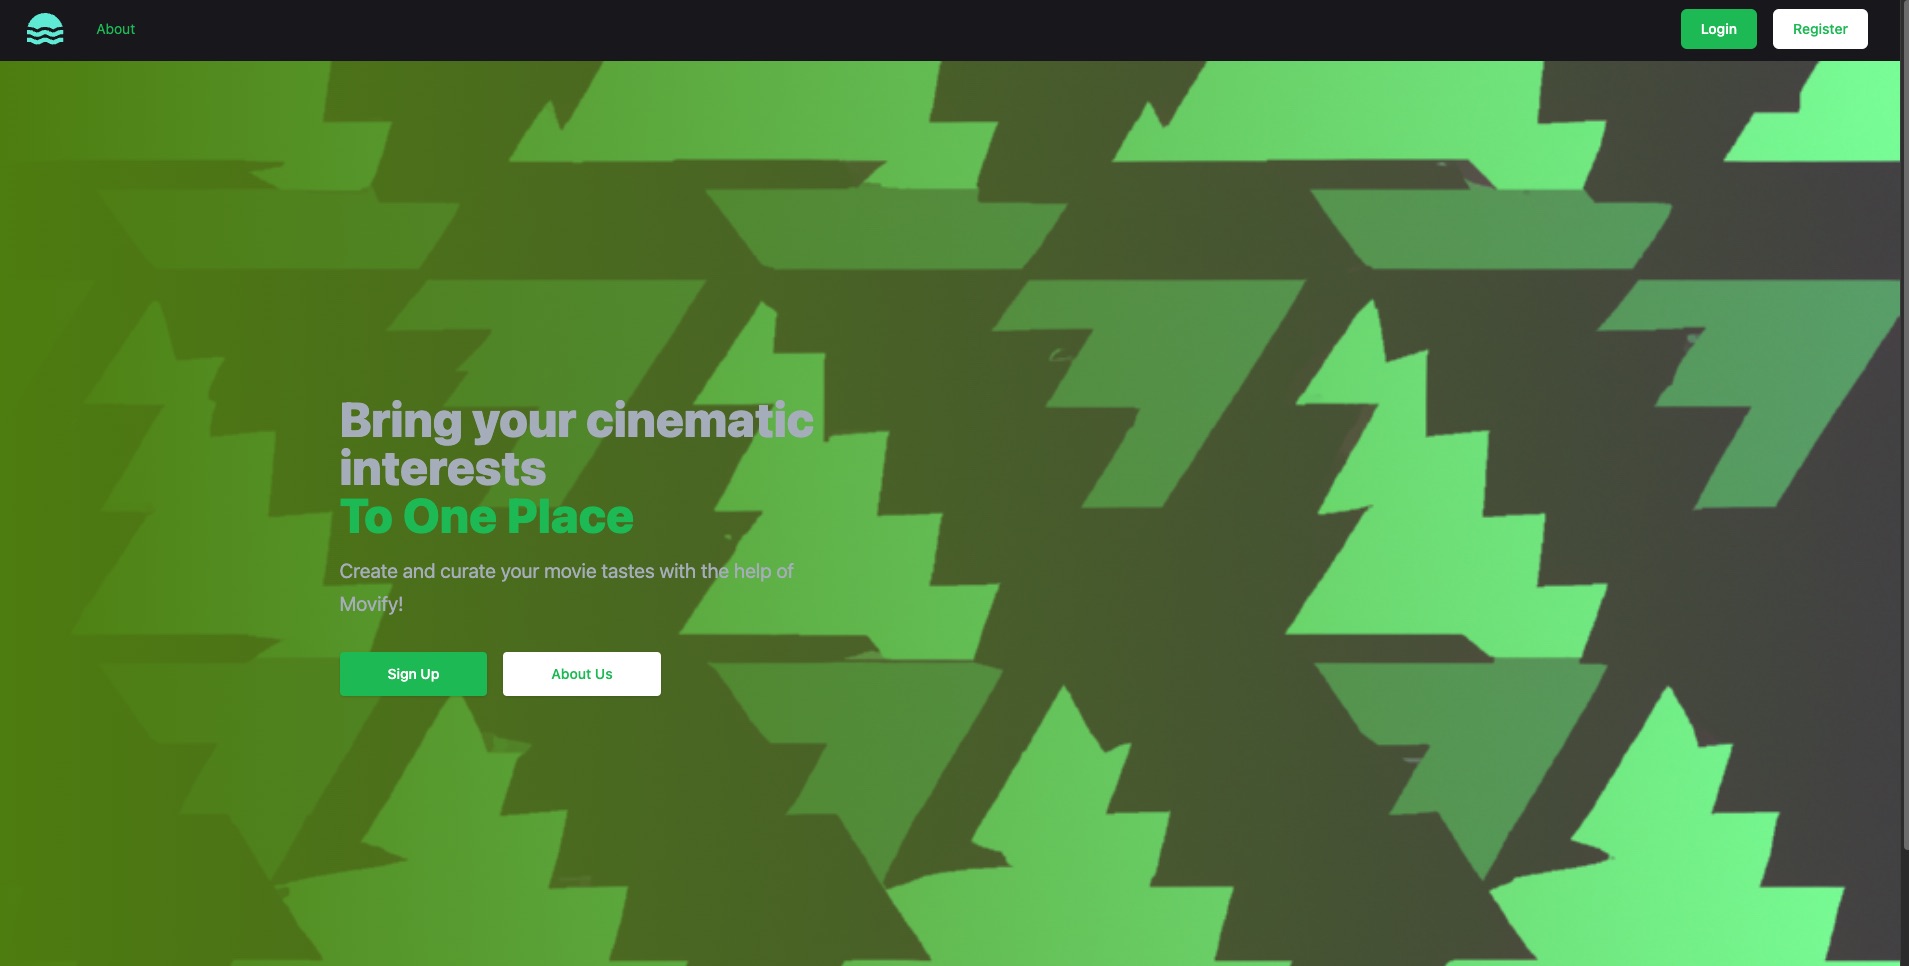 About
Login
Register
Bring your cinematic
interests
To One Place
Create and curate your movie tastes with the help of
Movify!
Sign Up
About Us